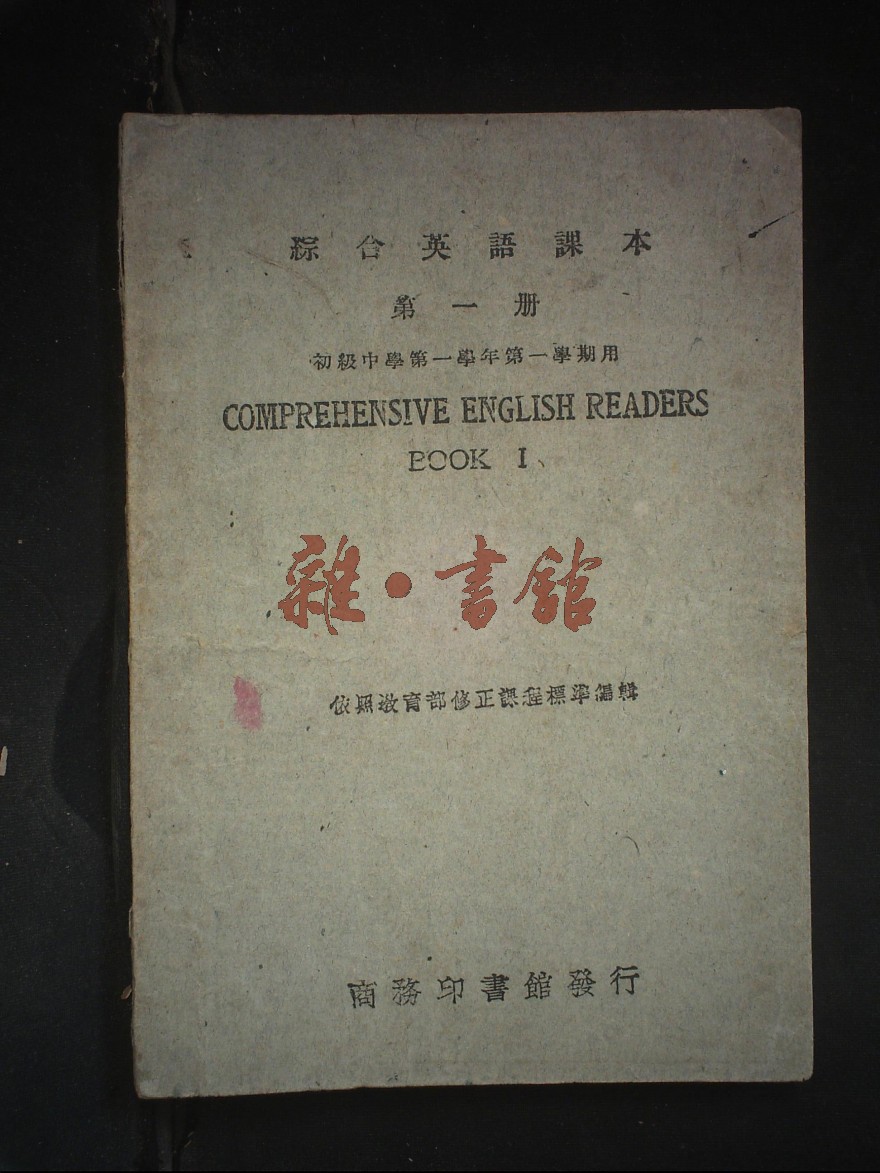 綜合英語課本
第一册
初級中學第一學年第一學期用
COMPREHENSIVE ENGLISH READERS
BOOK I
雜·書館
依照教育部修正課程標準編輯
商務印書館發行